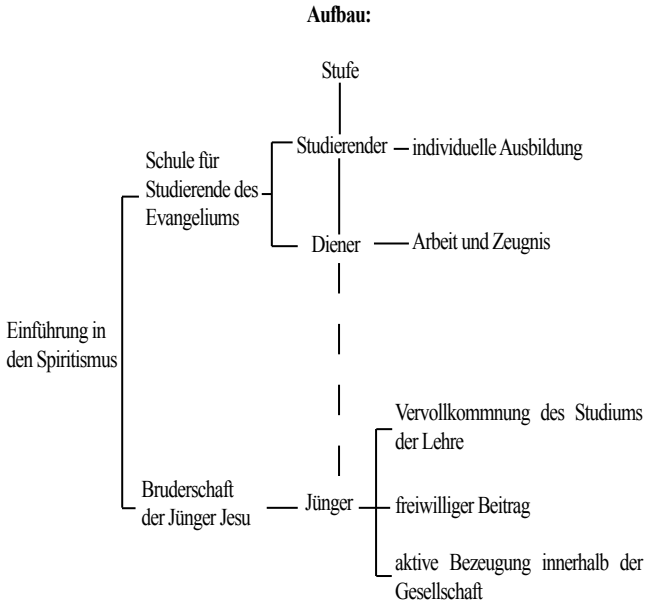 Aufbau:
Stufe
Schule für
Studierende des
Evangeliums
Studierender
individuelle Ausbildung
Diener
Arbeit und Zeugnis
Einführung in
den Spiritismus
Bruderschaft
der Jünger Jesu
Jünger
Vervollkommnung des Studiums
der Lehre
freiwilliger Beitrag
aktive Bezeugung innerhalb der
Gesellschaft